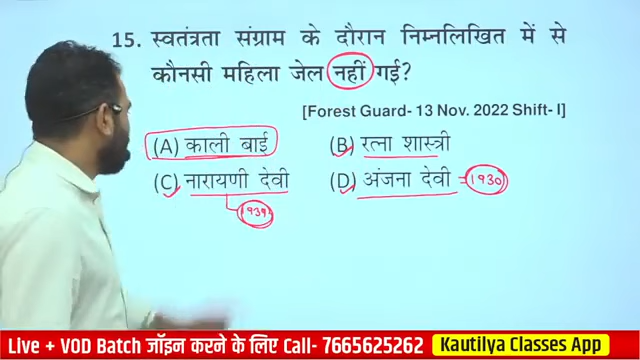 15. स्वतंत्रता संग्राम के दौरान निम्नलिखित में से
कौनसी महिला जेल नहीं गई?
[Forest Guard- 13 Nov. 2022 Shift- I]
(A) काली बाई (B) रत्ना शास्त्री
(C) नारायणी देवी (D) अंजना देवी = 1930
1939
Live + VOD Batch जॉइन करने के लिए Call- 7665625262 Kautilya Classes App